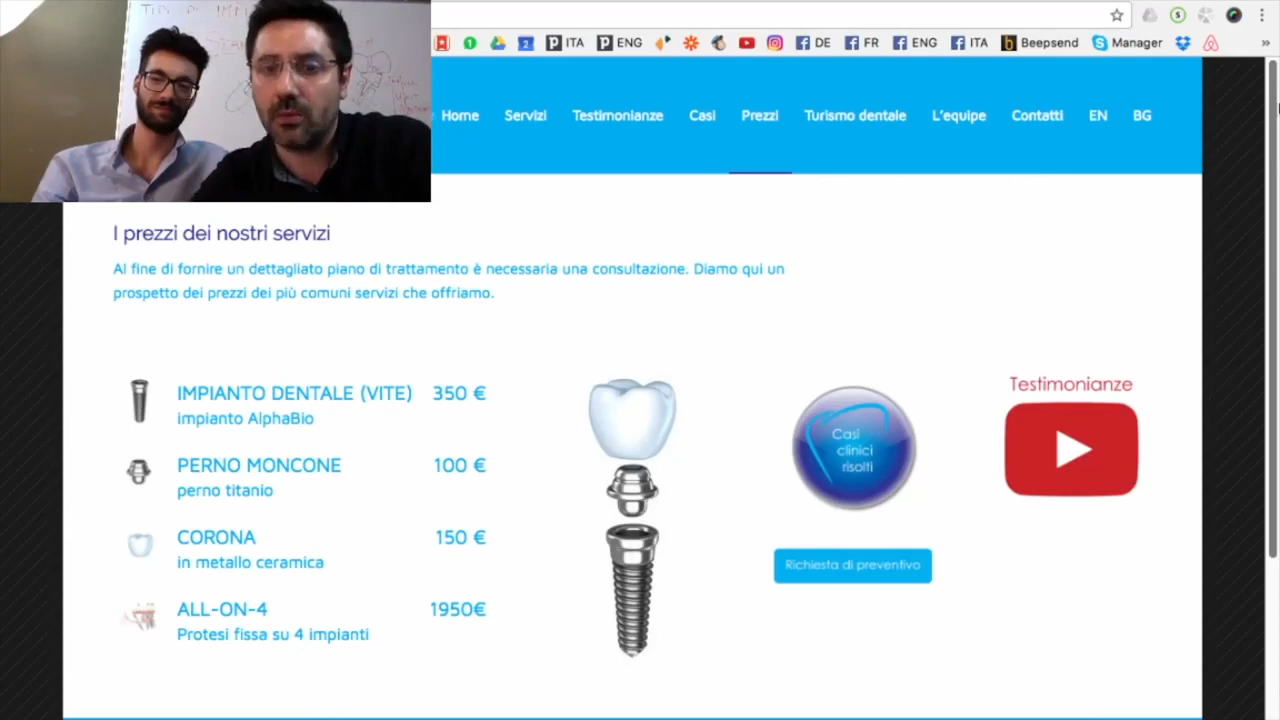 TIPI DI IMPI
ITA ENG DE FR ENG ITA Beepsend Manager »
Home Servizi Testimonianze Casi Prezzi Turismo dentale L'equipe Contatti EN BG
I prezzi dei nostri servizi
Al fine di fornire un dettagliato piano di trattamento è necessaria una consultazione. Diamo qui un
prospetto dei prezzi dei più comuni servizi che offriamo.
IMPIANTO DENTALE (VITE) 350 €
impianto AlphaBio
PERNO MONCONE 100 €
perno titanio
CORONA 150 €
in metallo ceramica
ALL-ON-4 1950€
Protesi fissa su 4 impianti
Casi
clinici
risolti
Richiesta di preventivo
Testimonianze